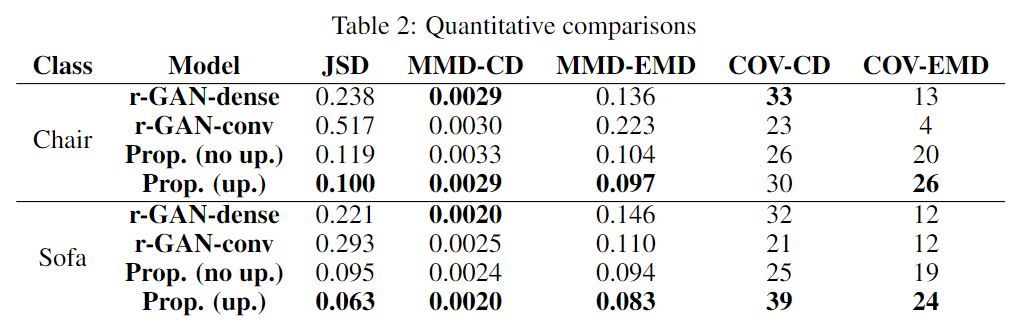 Table 2: Quantitative comparisons
Class Model JSD MMD-CD MMD-EMD COV-CD COV-EMD
Chair
r-GAN-dense 0.238 0.0029 0.136 33 13
r-GAN-conv 0.517 0.0030 0.223 23 4
Prop. (no up.) 0.119 0.0033 0.104 26 20
Prop. (up.) 0.100 0.0029 0.097 30 26
Sofa
r-GAN-dense 0.221 0.0020 0.146 32 12
r-GAN-conv 0.293 0.0025 0.110 21 12
Prop. (no up.) 0.095 0.0024 0.094 25 19
Prop. (up.) 0.063 0.0020 0.083 39 24